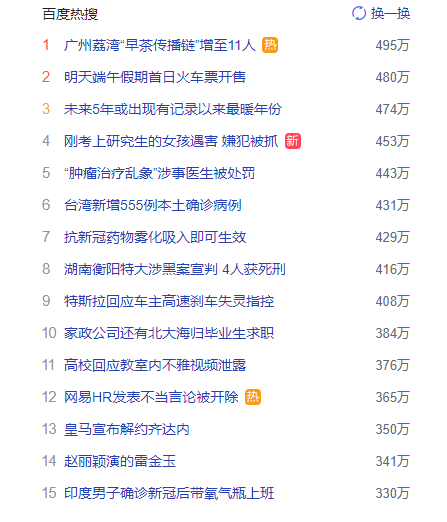 百度热搜 换一换
1 广州荔湾“早茶传播链”增至11人 热 495万
2 明天端午假期首日火车票开售 480万
3 未来5年或出现有记录以来最暖年份 474万
4 刚考上研究生的女孩遇害 嫌犯被抓 新 453万
5 “肿瘤治疗乱象”涉事医生被处罚 443万
6 台湾新增555例本土确诊病例 431万
7 抗新冠药物雾化吸入即可生效 429万
8 湖南衡阳特大涉黑案宣判 4人获死刑 416万
9 特斯拉回应车主高速刹车失灵指控 408万
10 家政公司还有北大海归毕业生求职 384万
11 高校回应教室内不雅视频泄露 376万
12 网易HR发表不当言论被开除 热 365万
13 皇马宣布解约齐达内 350万
14 赵丽颖演的雷金玉 341万
15 印度男子确诊新冠后带氧气瓶上班 330万